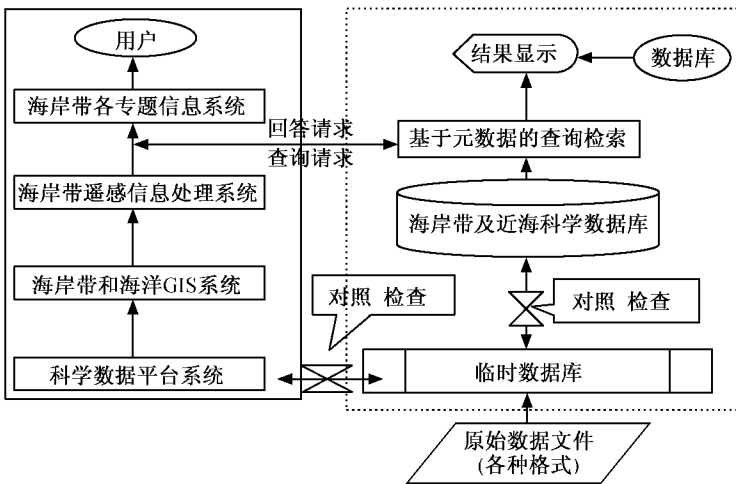 用户
海岸带各专题信息系统
海岸带遥感信息处理系统
海岸带和海洋GIS系统
科学数据平台系统
回答请求
查询请求
对照 检查
结果显示
数据库
基于元数据的查询检索
海岸带及近海科学数据库
对照 检查
临时数据库
原始数据文件
(各种格式)